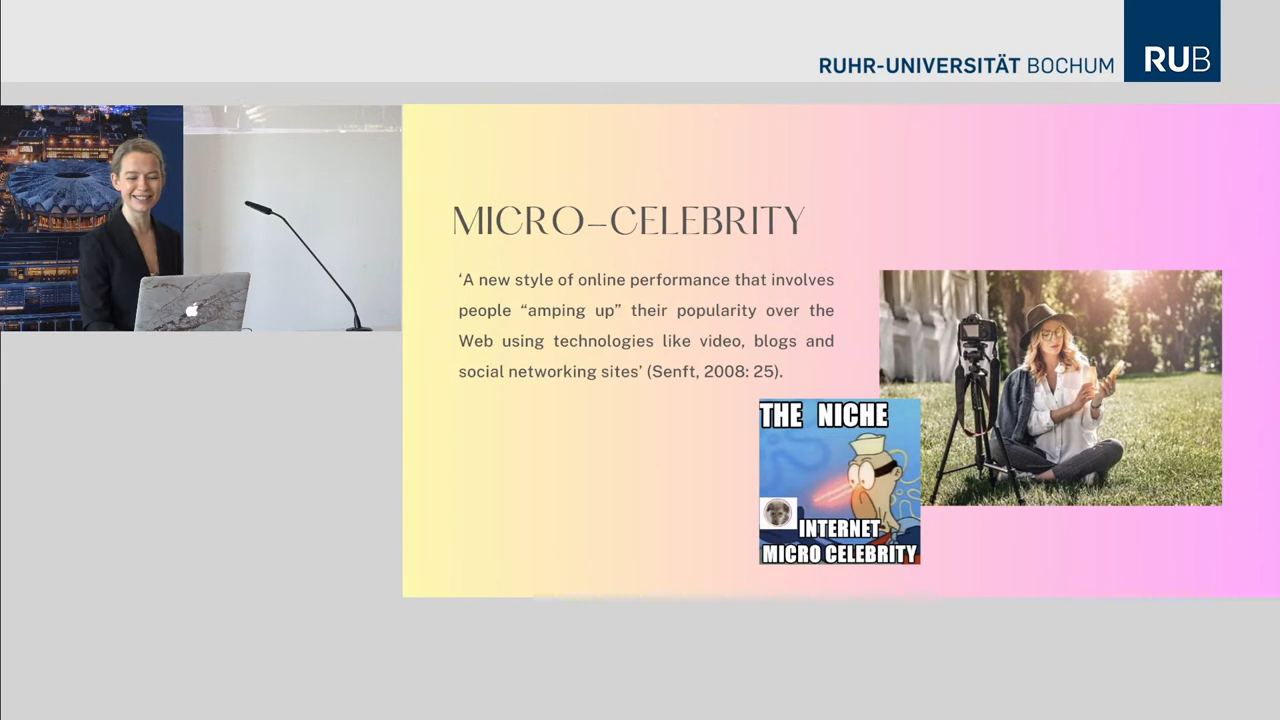 RUHR-UNIVERSITÄT BOCHUM
RUB
MICRO-CELEBRITY
‘A new style of online performance that involves
people “amping up” their popularity over the
Web using technologies like video, blogs and
social networking sites’ (Senft, 2008: 25).
THE NICHE
INTERNET
MICRO CELEBRITY